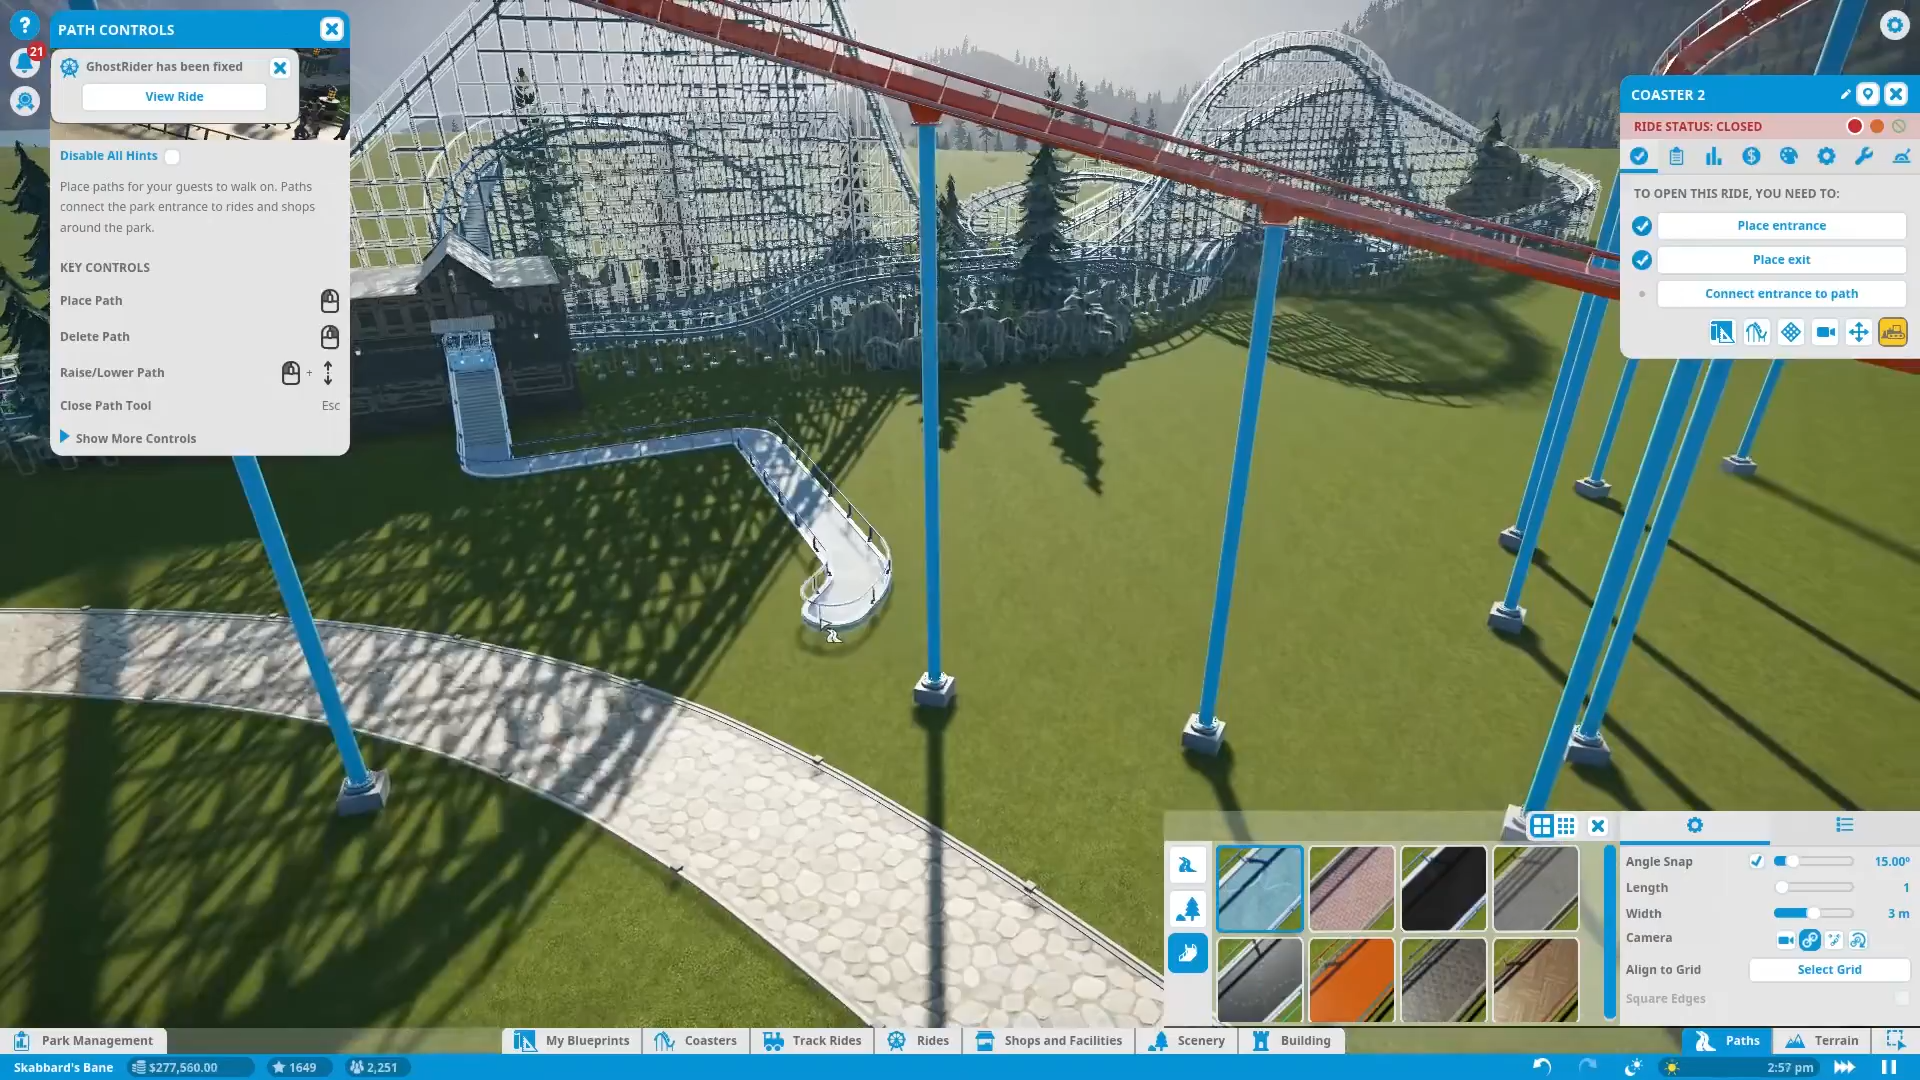 ?
PATH CONTROLS
21
GhostRider has been fixed
View Ride
Disable All Hints
Place paths for your guests to walk on. Paths
connect the park entrance to rides and shops
around the park.
KEY CONTROLS
Place Path
Delete Path
Raise/Lower Path +
Close Path Tool Esc
Show More Controls
COASTER 2
RIDE STATUS: CLOSED
TO OPEN THIS RIDE, YOU NEED TO:
Place entrance
Place exit
Connect entrance to path
Angle Snap 15.00°
Length 1
Width 3 m
Camera
Align to Grid Select Grid
Square Edges
Park Management
My Blueprints
Coasters
Track Rides
Rides
Shops and Facilities
Scenery
Building
Paths
Terrain
Skabbard's Bane
$277,560.00
1649
2,251
2:57 pm